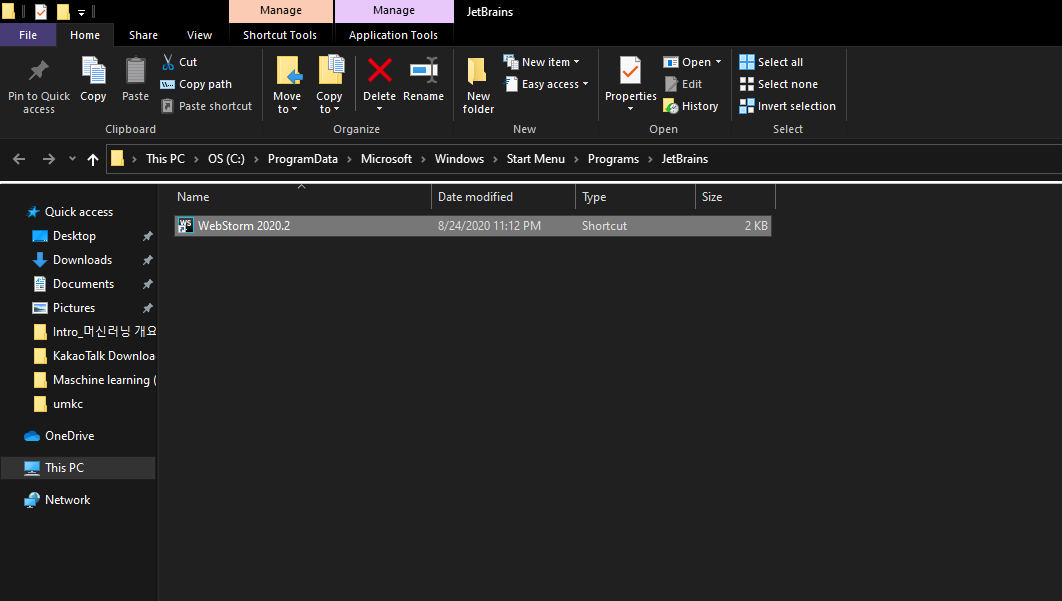 Manage Manage JetBrains
File Home Share View Shortcut Tools Application Tools
Pin to Quick access
Copy
Paste
Cut
Copy path
Paste shortcut
Clipboard
Move to
Copy to
Delete
Rename
Organize
New folder
New item
Easy access
New
Properties
Open
Edit
History
Open
Select all
Select none
Invert selection
Select
This PC > OS (C:) > ProgramData > Microsoft > Windows > Start Menu > Programs > JetBrains
Quick access
Desktop
Downloads
Documents
Pictures
Intro_머신러닝 개요
KakaoTalk Downloa
Maschine learning (
umkc
OneDrive
This PC
Network
Name Date modified Type Size
WS WebStorm 2020.2 8/24/2020 11:12 PM Shortcut 2 KB